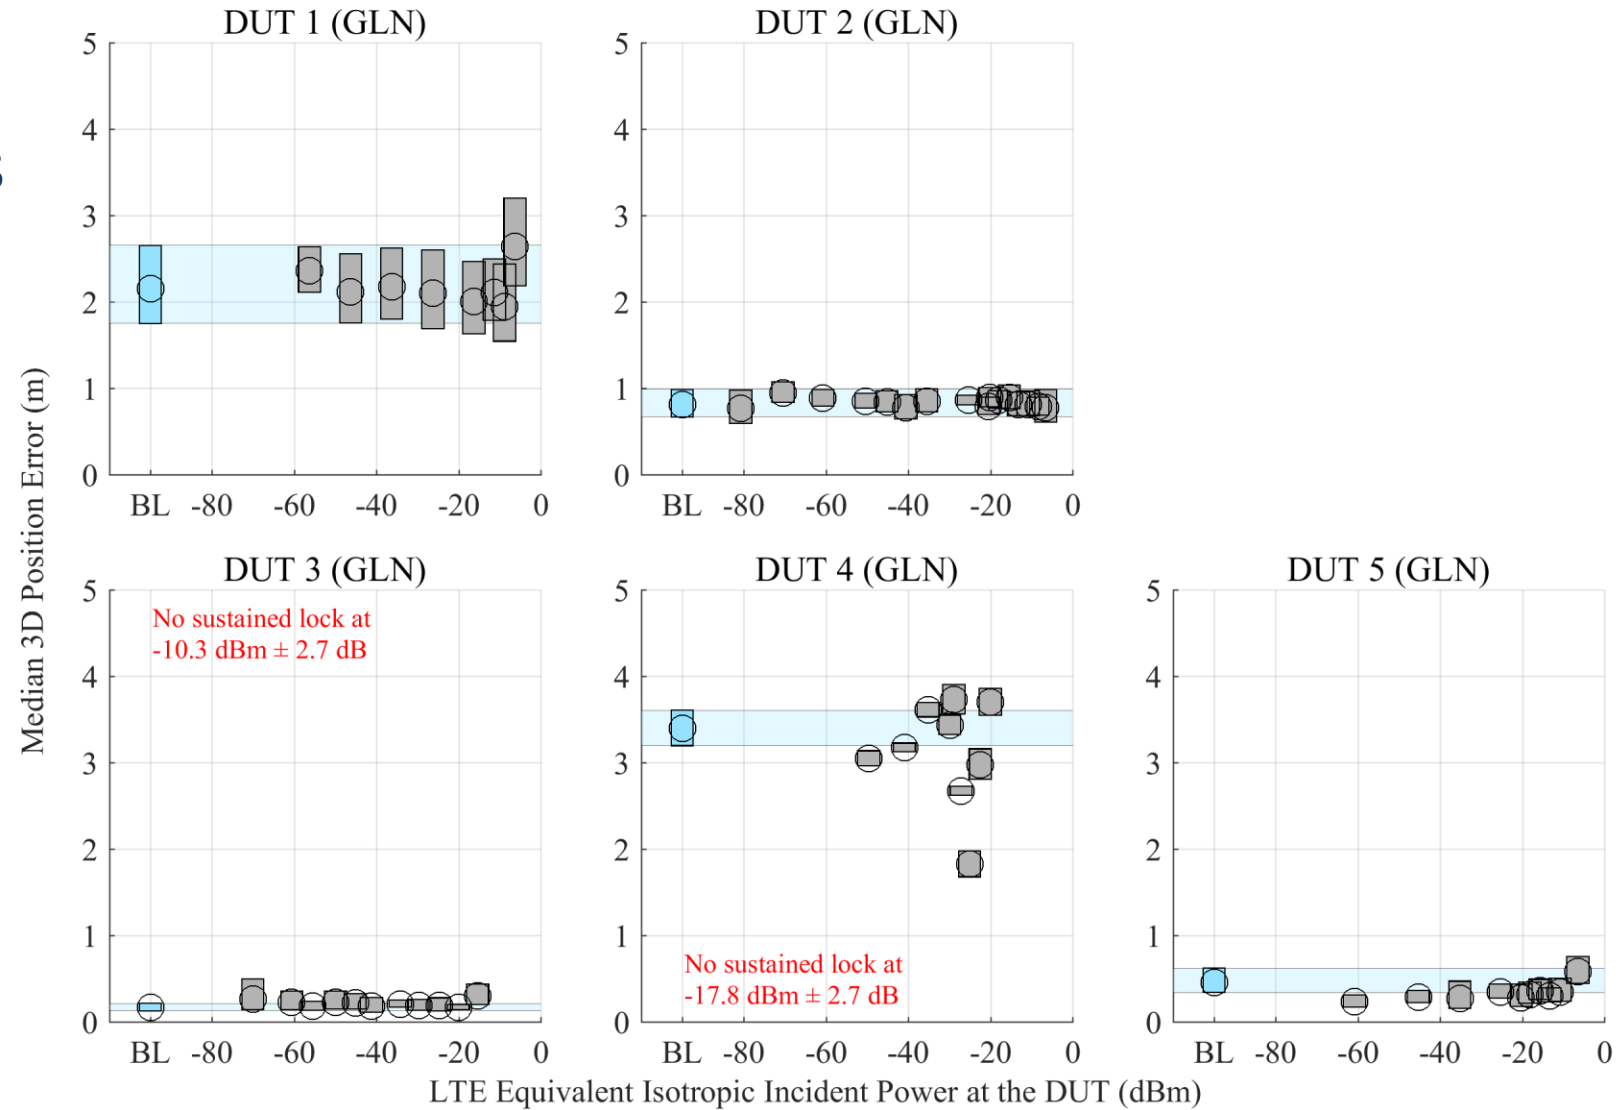 DUT 1 (GLN)
DUT 2 (GLN)
5
4
3
2
1
0
BL -80 -60 -40 -20 0
5
4
3
2
1
0
BL -80 -60 -40 -20 0
Median 3D Position Error (m)
DUT 3 (GLN)
DUT 4 (GLN)
DUT 5 (GLN)
5
4
3
2
1
0
No sustained lock at
-10.3 dBm ± 2.7 dB
BL -80 -60 -40 -20 0
5
4
3
2
1
0
No sustained lock at
-17.8 dBm ± 2.7 dB
BL -80 -60 -40 -20 0
5
4
3
2
1
0
BL -80 -60 -40 -20 0
LTE Equivalent Isotropic Incident Power at the DUT (dBm)